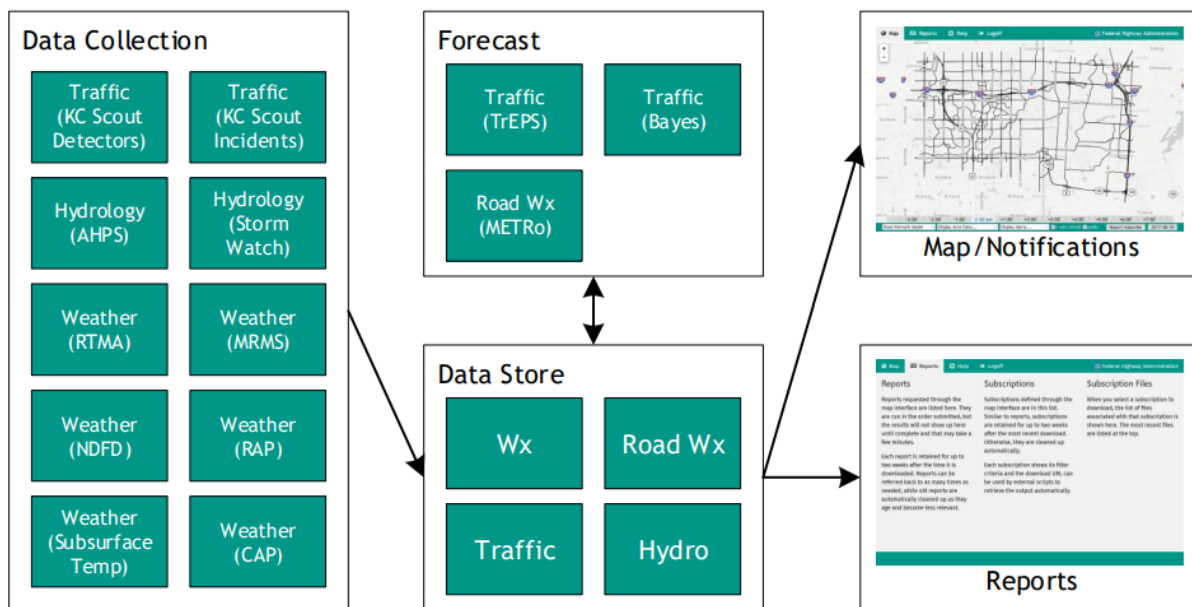 Data Collection
Traffic
(KC Scout
Detectors)
Traffic
(KC Scout
Incidents)
Hydrology
(AHPS)
Hydrology
(Storm
Watch)
Weather
(RTMA)
Weather
(MRMS)
Weather
(NDFD)
Weather
(RAP)
Weather
(Subsurface
Temp)
Weather
(CAP)
Forecast
Traffic
(TrEPS)
Traffic
(Bayes)
Road Wx
(METRo)
Data Store
Wx
Road Wx
Traffic
Hydro
Map
Reports
Help
Logoff
Federal Highway Administration
Map/Notifications
Map
Reports
Help
Logoff
Federal Highway Administration
Reports
Reports requested through the
map interface are listed here. They
are run in the order submitted, but
the results will not show up here
until complete and that may take a
few minutes.
Each report is retained for up to
two weeks after the time it is
downloaded. Reports can be
referred back to as many times as
needed, while old reports are
automatically cleaned up as they
age and become less relevant.
Subscriptions
Subscriptions defined through the
map interface are in this list.
Similar to reports, subscriptions
are retained for up to two weeks
after the most recent download.
Otherwise, they are cleaned up
automatically.
Each subscription shows its filter
criteria and the download URL can
be used by external scripts to
retrieve the output automatically.
Subscription Files
When you select a subscription to
download, the list of files
associated with that subscription is
shown here. The most recent files
are listed at the top.
Reports